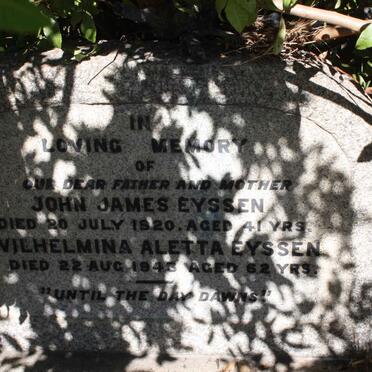 IN
LOVING MEMORY
OF
OUR DEAR FATHER AND MOTHER
JOHN JAMES EYSSEN
DIED 20 JULY 1920. AGED 41 YRS.
WILHELMINA ALETTA EYSSEN
DIED 22 AUG. 1943 AGED 62 YRS.
"UNTIL THE DAY DAWNS"